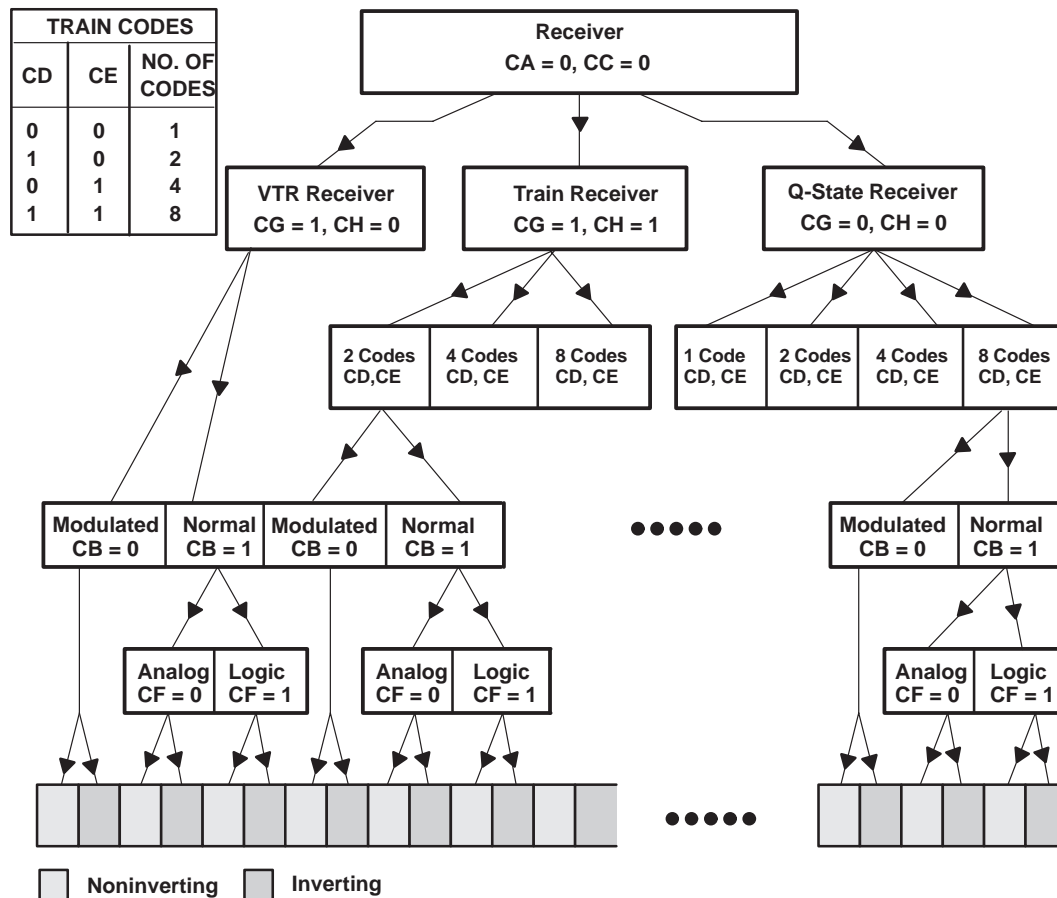 TRAIN CODES
CD CE NO. OF CODES
0 0 1
1 0 2
0 1 4
1 1 8
Receiver
CA = 0, CC = 0
VTR Receiver
CG = 1, CH = 0
Train Receiver
CG = 1, CH = 1
Q-State Receiver
CG = 0, CH = 0
2 Codes
CD,CE
4 Codes
CD, CE
8 Codes
CD, CE
1 Code
CD, CE
2 Codes
CD, CE
4 Codes
CD, CE
8 Codes
CD, CE
Modulated
CB = 0
Normal
CB = 1
Modulated
CB = 0
Normal
CB = 1
Modulated
CB = 0
Normal
CB = 1
Analog
CF = 0
Logic
CF = 1
Analog
CF = 0
Logic
CF = 1
Analog
CF = 0
Logic
CF = 1
Noninverting
Inverting